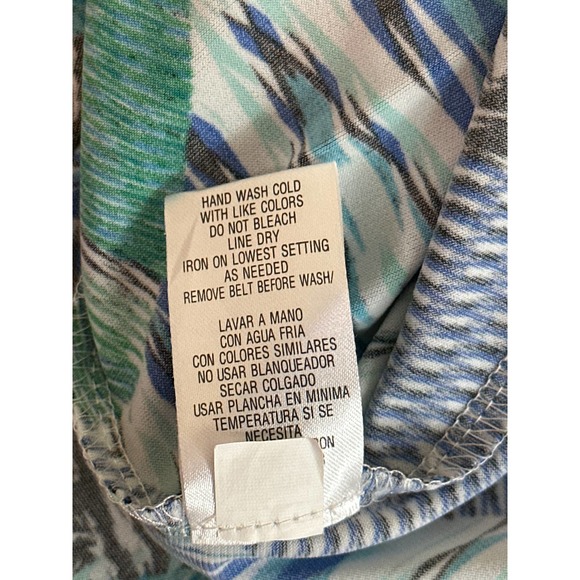 HAND WASH COLD
WITH LIKE COLORS
DO NOT BLEACH
LINE DRY
IRON ON LOWEST SETTING
AS NEEDED
REMOVE BELT BEFORE WASH/
LAVAR A MANO
CON AGUA FRIA
CON COLORES SIMILARES
NO USAR BLANQUEADOR
SECAR COLGADO
USAR PLANCHA EN MINIMA
TEMPERATURA SI SE
NECESITA